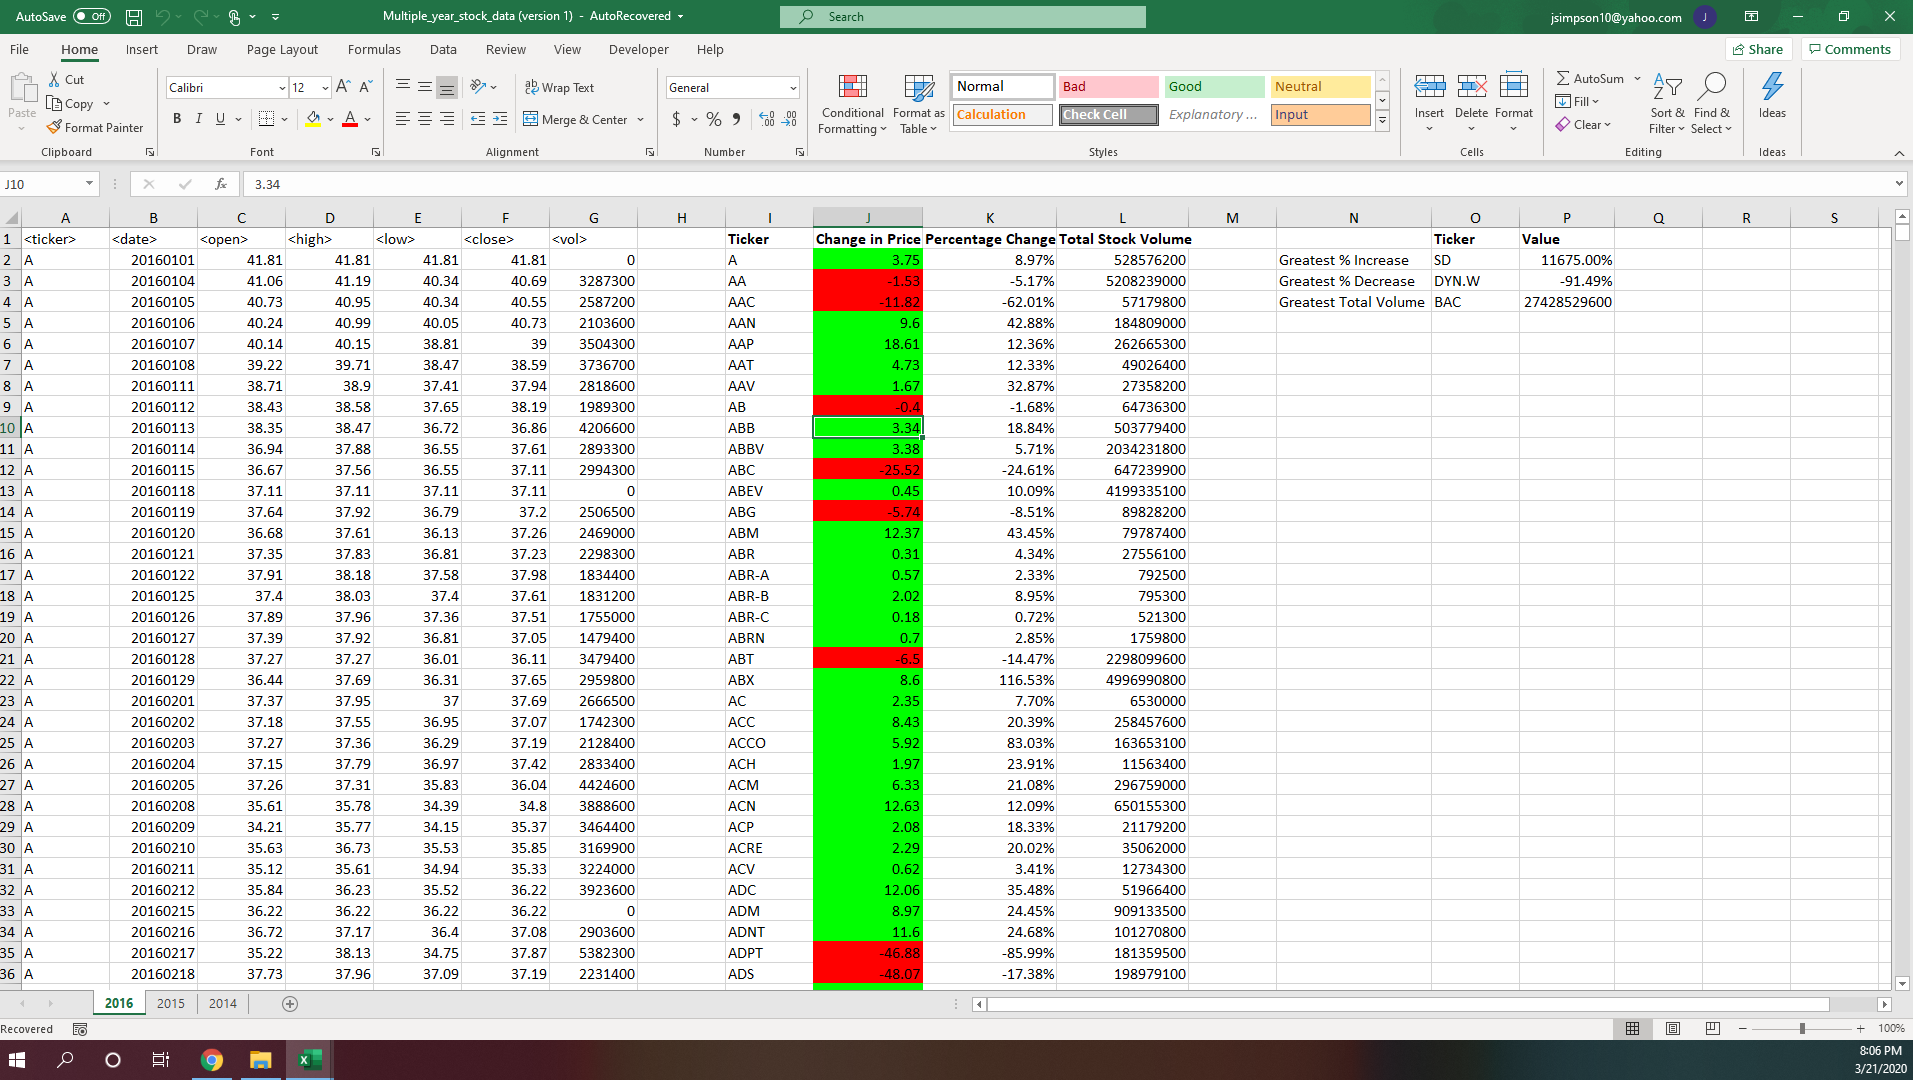 AutoSave Off Multiple_year_stock_data (version 1) - AutoRecovered Search jsimpson10@yahoo.com J
File Home Insert Draw Page Layout Formulas Data Review View Developer Help Share Comments
Paste Cut Copy Format Painter Clipboard
Calibri 12 A A B I U A Font
Wrap Text Merge & Center Alignment
General $ % 9 Number
Conditional Formatting Format as Table
Normal Bad Good Neutral
Calculation Check Cell Explanatory ... Input
Styles
Insert Delete Format Cells
AutoSum Fill Clear Sort & Filter Find & Select Editing
Ideas Ideas
J10 fx 3.34
A B C D E F G H I J K L M N O P Q R S
1 <ticker> <date> <open> <high> <low> <close> <vol> Ticker Change in Price Percentage Change Total Stock Volume Ticker Value
2 A 20160101 41.81 41.81 41.81 41.81 0 A 3.75 8.97% 528576200 Greatest % Increase SD 11675.00%
3 A 20160104 41.06 41.19 40.34 40.69 3287300 AA -1.53 -5.17% 5208239000 Greatest % Decrease DYN.W -91.49%
4 A 20160105 40.73 40.95 40.34 40.55 2587200 AAC -11.82 -62.01% 57179800 Greatest Total Volume BAC 27428529600
5 A 20160106 40.24 40.99 40.05 40.73 2103600 AAN 9.6 42.88% 184809000
6 A 20160107 40.14 40.15 38.81 39 3504300 AAP 18.61 12.36% 262665300
7 A 20160108 39.22 39.71 38.47 38.59 3736700 AAT 4.73 12.33% 49026400
8 A 20160111 38.71 38.9 37.41 37.94 2818600 AAV 1.67 32.87% 27358200
9 A 20160112 38.43 38.58 37.65 38.19 1989300 AB -0.4 -1.68% 64736300
10 A 20160113 38.35 38.47 36.72 36.86 4206600 ABB 3.34 18.84% 503779400
11 A 20160114 36.94 37.88 36.55 37.61 2893300 ABBV 3.38 5.71% 2034231800
12 A 20160115 36.67 37.56 36.55 37.11 2994300 ABC -25.52 -24.61% 647239900
13 A 20160118 37.11 37.11 37.11 37.11 0 ABEV 0.45 10.09% 4199335100
14 A 20160119 37.64 37.92 36.79 37.2 2506500 ABG -5.74 -8.51% 89828200
15 A 20160120 36.68 37.61 36.13 37.26 2469000 ABM 12.37 43.45% 79787400
16 A 20160121 37.35 37.83 36.81 37.23 2298300 ABR 0.31 4.34% 27556100
17 A 20160122 37.91 38.18 37.58 37.98 1834400 ABR-A 0.57 2.33% 792500
18 A 20160125 37.4 38.03 37.4 37.61 1831200 ABR-B 2.02 8.95% 795300
19 A 20160126 37.89 37.96 37.36 37.51 1755000 ABR-C 0.18 0.72% 521300
20 A 20160127 37.39 37.92 36.81 37.05 1479400 ABRN 0.7 2.85% 1759800
21 A 20160128 37.27 37.27 36.01 36.11 3479400 ABT -6.5 -14.47% 2298099600
22 A 20160129 36.44 37.69 36.31 37.65 2959800 ABX 8.6 116.53% 4996990800
23 A 20160201 37.37 37.95 37 37.69 2666500 AC 2.35 7.70% 6530000
24 A 20160202 37.18 37.55 36.95 37.07 1742300 ACC 8.43 20.39% 258457600
25 A 20160203 37.27 37.36 36.29 37.19 2128400 ACCO 5.92 83.03% 163653100
26 A 20160204 37.15 37.79 36.97 37.42 2833400 ACH 1.97 23.91% 11563400
27 A 20160205 37.26 37.31 35.83 36.04 4424600 ACM 6.33 21.08% 296759000
28 A 20160208 35.61 35.78 34.39 34.8 3888600 ACN 12.63 12.09% 650155300
29 A 20160209 34.21 35.77 34.15 35.37 3464400 ACP 2.08 18.33% 21179200
30 A 20160210 35.63 36.73 35.53 35.85 3169900 ACRE 2.29 20.02% 35062000
31 A 20160211 35.12 35.61 34.94 35.33 3224000 ACV 0.62 3.41% 12734300
32 A 20160212 35.84 36.23 35.52 36.22 3923600 ADC 12.06 35.48% 51966400
33 A 20160215 36.22 36.22 36.22 36.22 0 ADM 8.97 24.45% 909133500
34 A 20160216 36.72 37.17 36.4 37.08 2903600 ADNT 11.6 24.68% 101270800
35 A 20160217 35.22 38.13 34.75 37.87 5382300 ADPT -46.88 -85.99% 181359500
36 A 20160218 37.73 37.96 37.09 37.19 2231400 ADS -48.07 -17.38% 198979100
2016 2015 2014
Recovered 100%
8:06 PM
3/21/2020